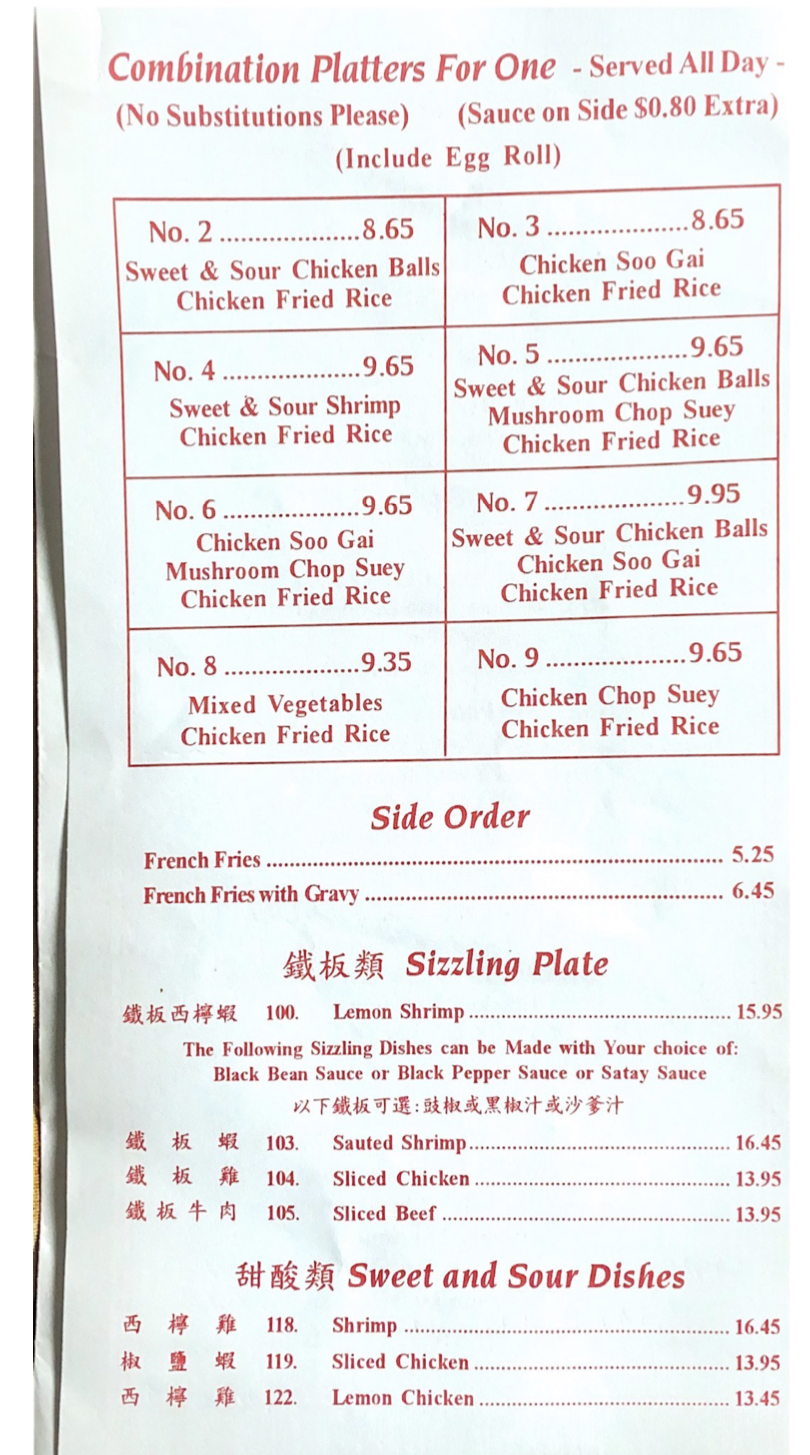 Combination Platters For One - Served All Day -
(No Substitutions Please) (Sauce on Side $0.80 Extra)
(Include Egg Roll)
No. 2 ....................8.65
Sweet & Sour Chicken Balls
Chicken Fried Rice
No. 3 ....................8.65
Chicken Soo Gai
Chicken Fried Rice
No. 4 ....................9.65
Sweet & Sour Shrimp
Chicken Fried Rice
No. 5 ....................9.65
Sweet & Sour Chicken Balls
Mushroom Chop Suey
Chicken Fried Rice
No. 6 ....................9.65
Chicken Soo Gai
Mushroom Chop Suey
Chicken Fried Rice
No. 7 ....................9.95
Sweet & Sour Chicken Balls
Chicken Soo Gai
Chicken Fried Rice
No. 8 ....................9.35
Mixed Vegetables
Chicken Fried Rice
No. 9 ....................9.65
Chicken Chop Suey
Chicken Fried Rice
Side Order
French Fries .................... 5.25
French Fries with Gravy .................... 6.45
鐵板類 Sizzling Plate
鐵板西檸蝦 100. Lemon Shrimp .................... 15.95
The Following Sizzling Dishes can be Made with Your choice of:
Black Bean Sauce or Black Pepper Sauce or Satay Sauce
以下鐵板可選:豉椒或黑椒汁或沙爹汁
鐵板蝦 103. Sauted Shrimp.................... 16.45
鐵板雞 104. Sliced Chicken .................... 13.95
鐵板牛肉 105. Sliced Beef .................... 13.95
甜酸類 Sweet and Sour Dishes
西檸雞 118. Shrimp .................... 16.45
椒鹽蝦 119. Sliced Chicken .................... 13.95
西檸雞 122. Lemon Chicken .................... 13.45